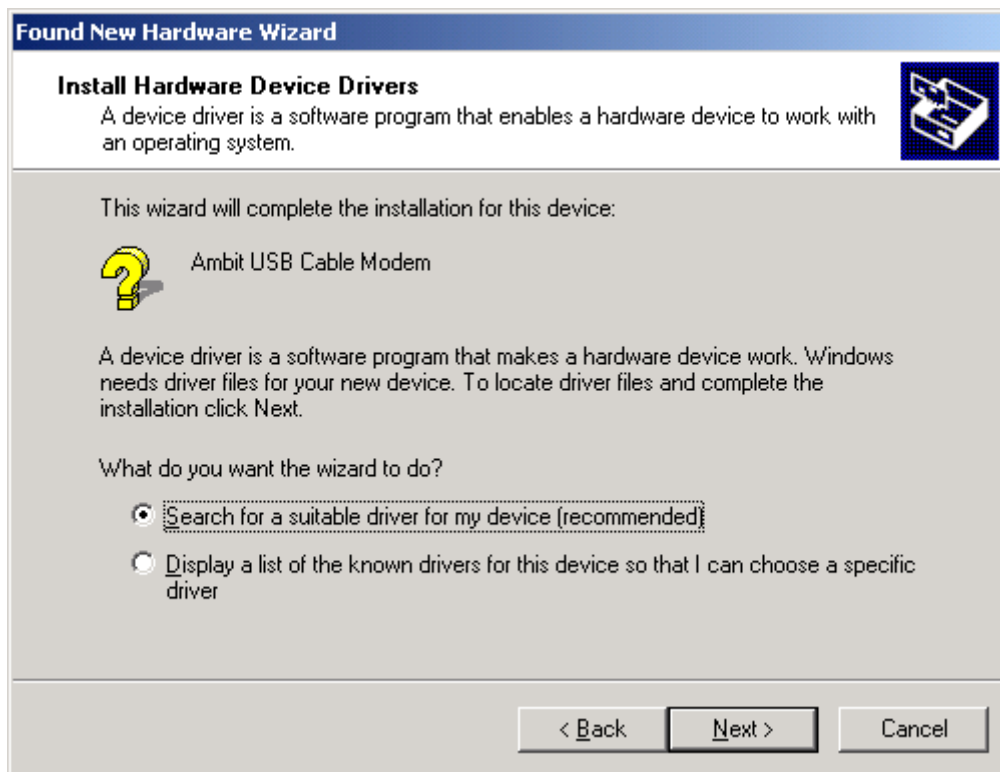 Found New Hardware Wizard
Install Hardware Device Drivers
A device driver is a software program that enables a hardware device to work with
an operating system.
This wizard will complete the installation for this device:
Ambit USB Cable Modem
A device driver is a software program that makes a hardware device work. Windows
needs driver files for your new device. To locate driver files and complete the
installation click Next.
What do you want the wizard to do?
Search for a suitable driver for my device (recommended)
Display a list of the known drivers for this device so that I can choose a specific
driver
< Back Next > Cancel